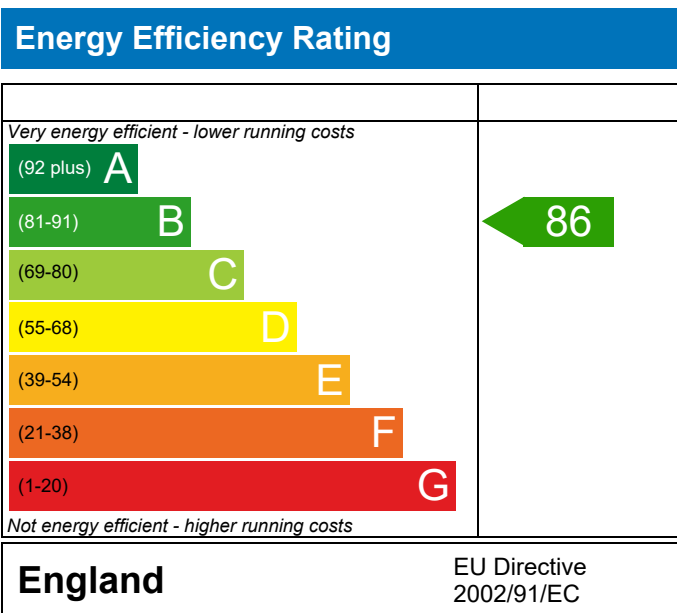 Energy Efficiency Rating
Very energy efficient - lower running costs
(92 plus) A
(81-91) B
86
(69-80) C
(55-68) D
(39-54) E
(21-38) F
(1-20) G
Not energy efficient - higher running costs
England
EU Directive
2002/91/EC